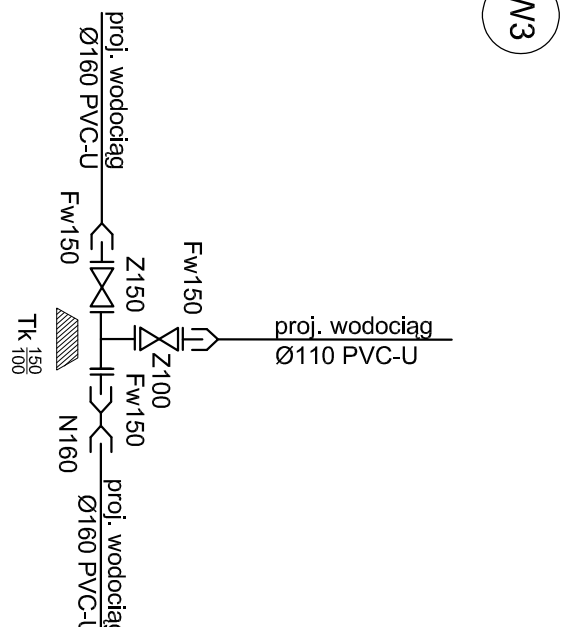 W3
proj. wodociąg
Ø160 PVC-U
Fw150
Z150
Fw150
proj. wodociąg
Ø110 PVC-U
Z100
Tk 150/100
Fw150
N160
proj. wodociąg
Ø160 PVC-U